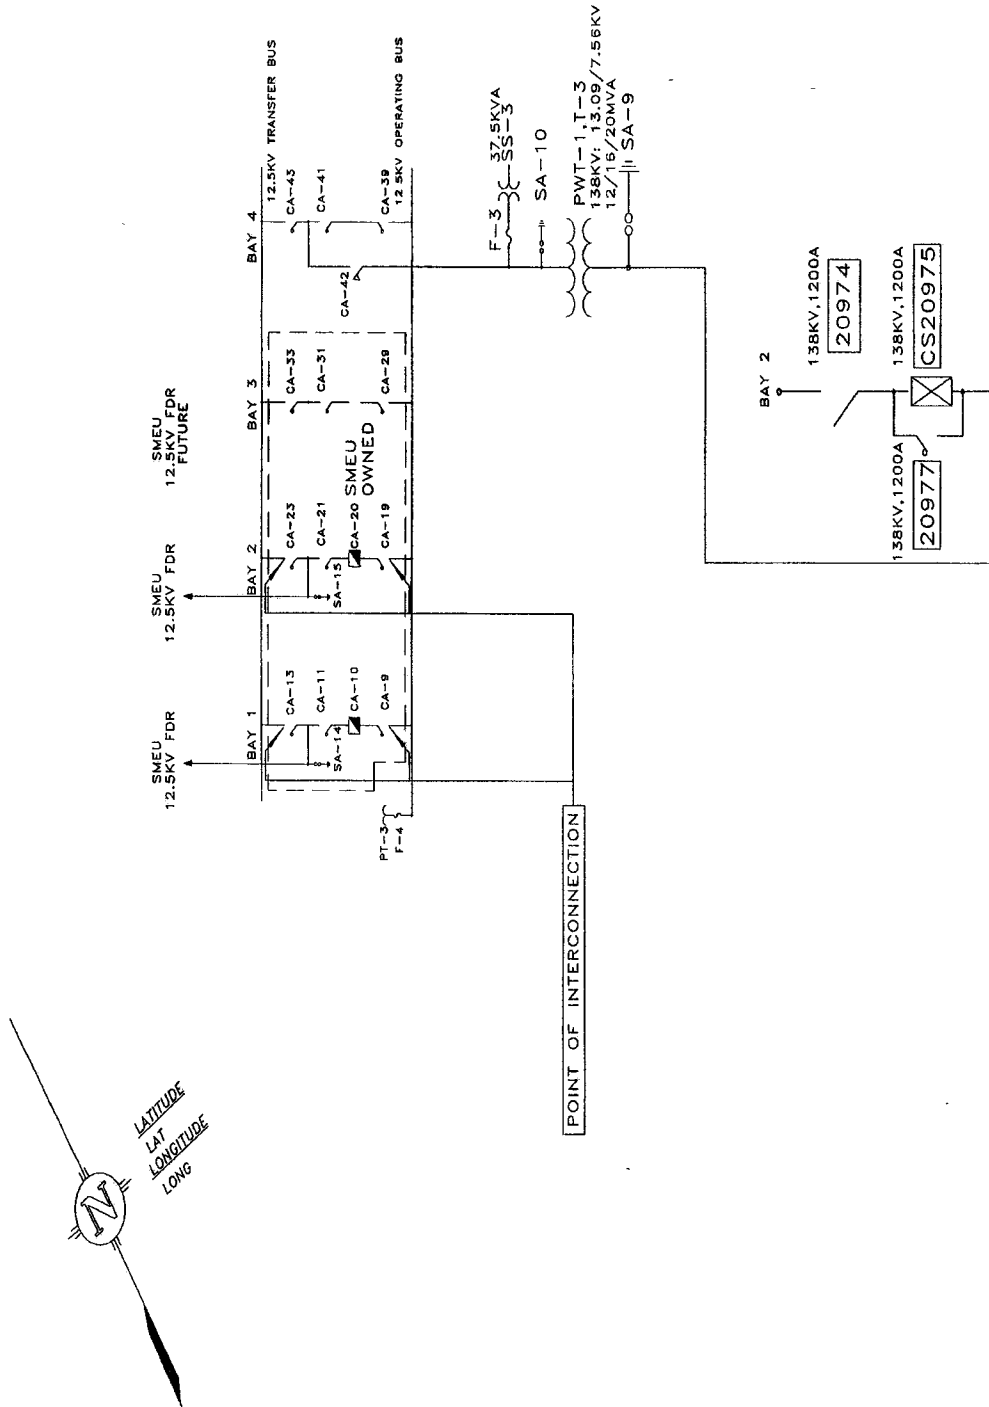 12.5KV TRANSFER BUS
12.5KV OPERATING BUS
BAY 4
CA-43
CA-41
CA-39
CA-42
F-3
37.5KVA
SS-3
SA-10
PWT-1,T-3
138KV: 13.09/7.56KV
12/16/20MVA
SA-9
SMEU
12.5KV FDR
FUTURE
BAY 3
CA-33
CA-31
CA-29
SMEU
OWNED
SMEU
12.5KV FDR
BAY 2
CA-23
CA-21
CA-20
CA-19
SA-15
SMEU
12.5KV FDR
BAY 1
CA-13
CA-11
CA-10
CA-9
SA-14
PT-3
F-4
POINT OF INTERCONNECTION
BAY 2
138KV,1200A
20974
138KV,1200A
CS20975
138KV,1200A
20977
N
LATITUDE
LAT
LONGITUDE
LONG